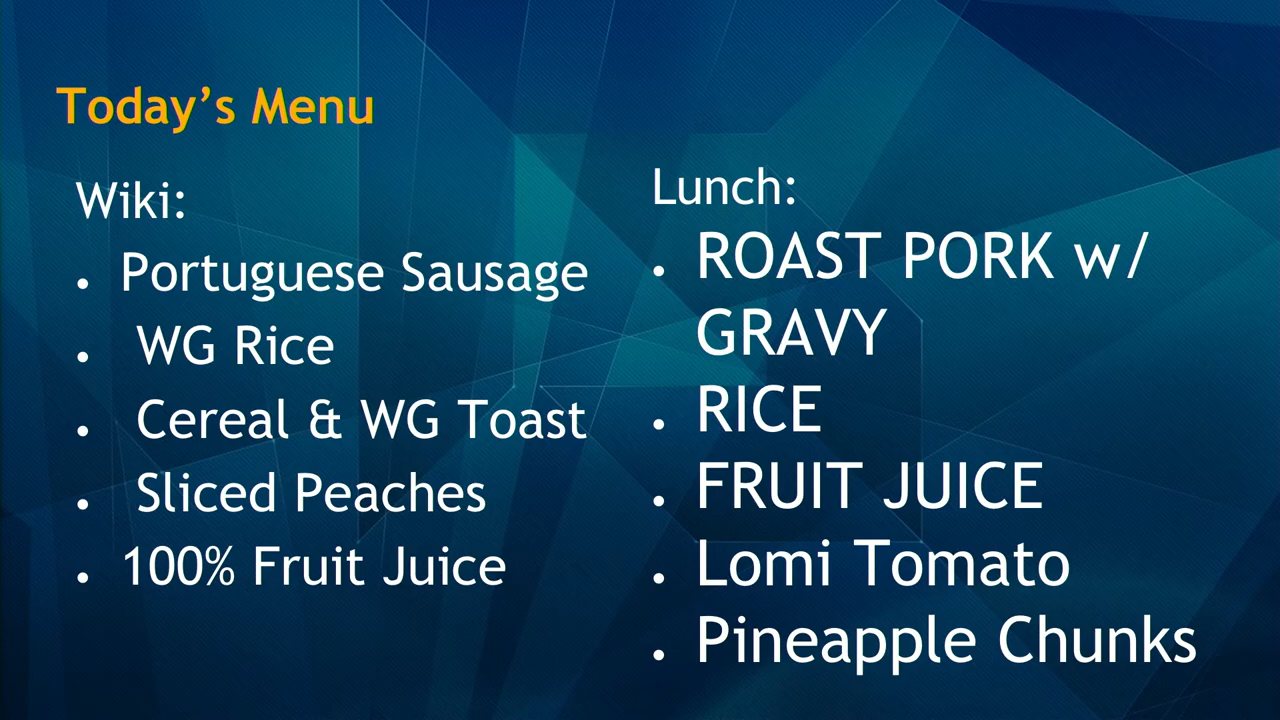 Today’s Menu
Wiki:
Portuguese Sausage
WG Rice
Cereal & WG Toast
Sliced Peaches
100% Fruit Juice
Lunch:
ROAST PORK w/
GRAVY
RICE
FRUIT JUICE
Lomi Tomato
Pineapple Chunks